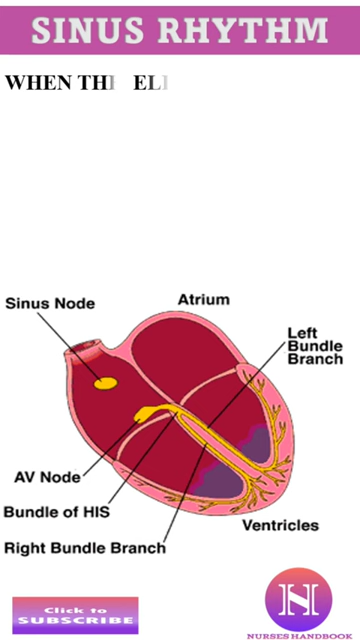 SINUS RHYTHM
WHEN TH
Sinus Node
Atrium
Left
Bundle
Branch
AV Node
Bundle of HIS
Right Bundle Branch
Ventricles
Click to
SUBSCRIBE
N
NURSES HANDBOOK